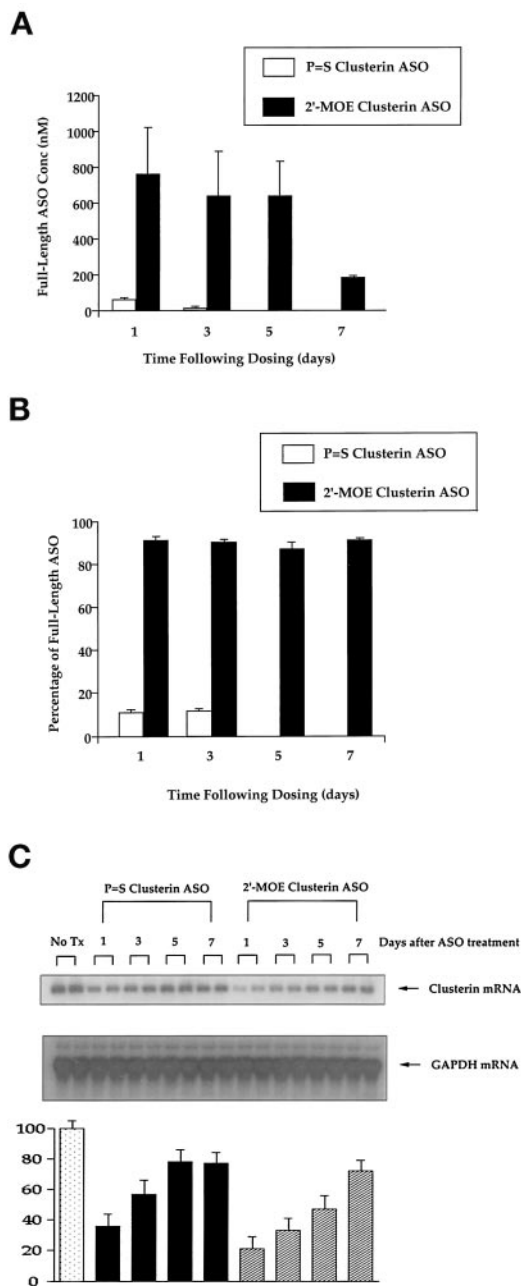 A
P=S Clusterin ASO
2'-MOE Clusterin ASO
Full-Length ASO Conc (nM)
1200
1000
800
600
400
200
0
1 3 5 7
Time Following Dosing (days)
B
P=S Clusterin ASO
2'-MOE Clusterin ASO
Percentage of Full-Length ASO
100
80
60
40
20
0
1 3 5 7
Time Following Dosing (days)
C
P=S Clusterin ASO 2'-MOE Clusterin ASO
No Tx 1 3 5 7 1 3 5 7 Days after ASO treatment
Clusterin mRNA
GAPDH mRNA
100
80
60
40
20
0